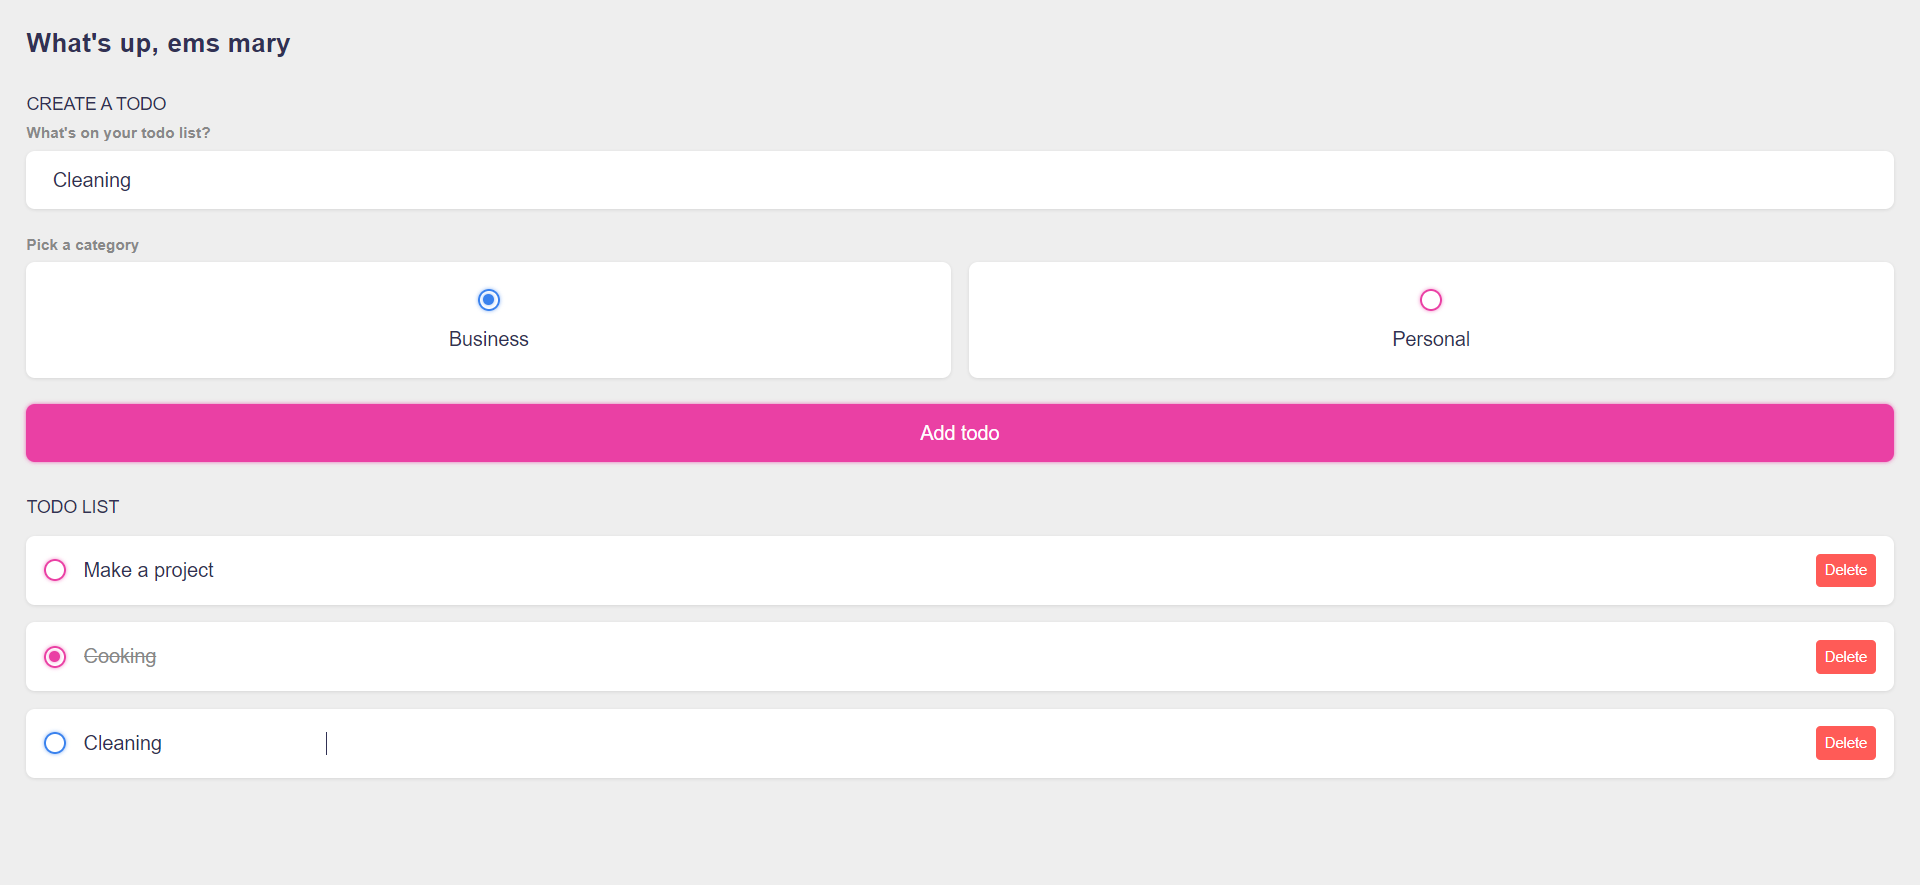 What's up, ems mary
CREATE A TODO
What's on your todo list?
Cleaning
Pick a category
Business
Personal
Add todo
TODO LIST
Make a project
Delete
Cooking
Delete
Cleaning
Delete